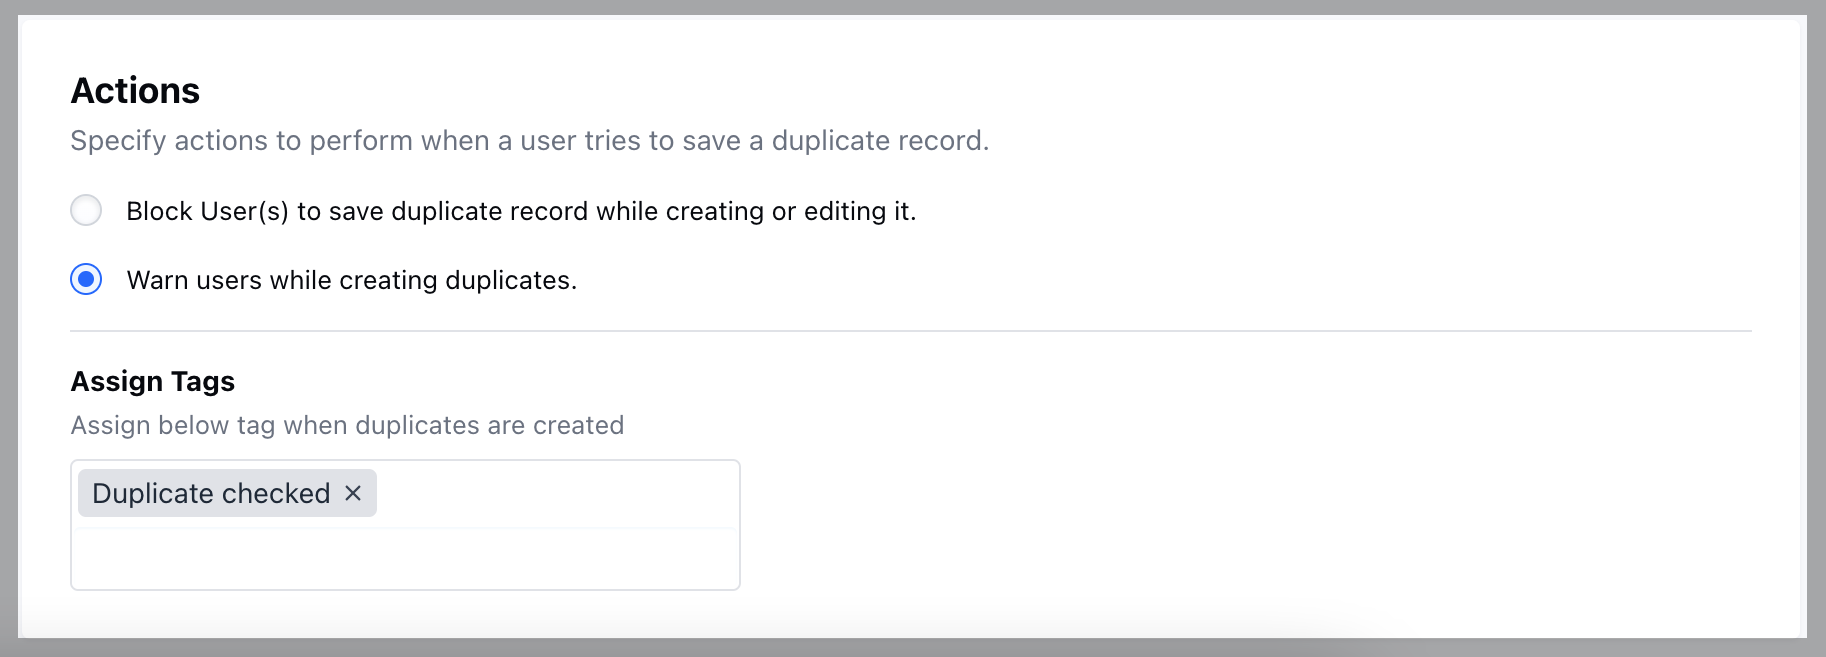 Actions
Specify actions to perform when a user tries to save a duplicate record.
Block User(s) to save duplicate record while creating or editing it.
Warn users while creating duplicates.
Assign Tags
Assign below tag when duplicates are created
Duplicate checked ×